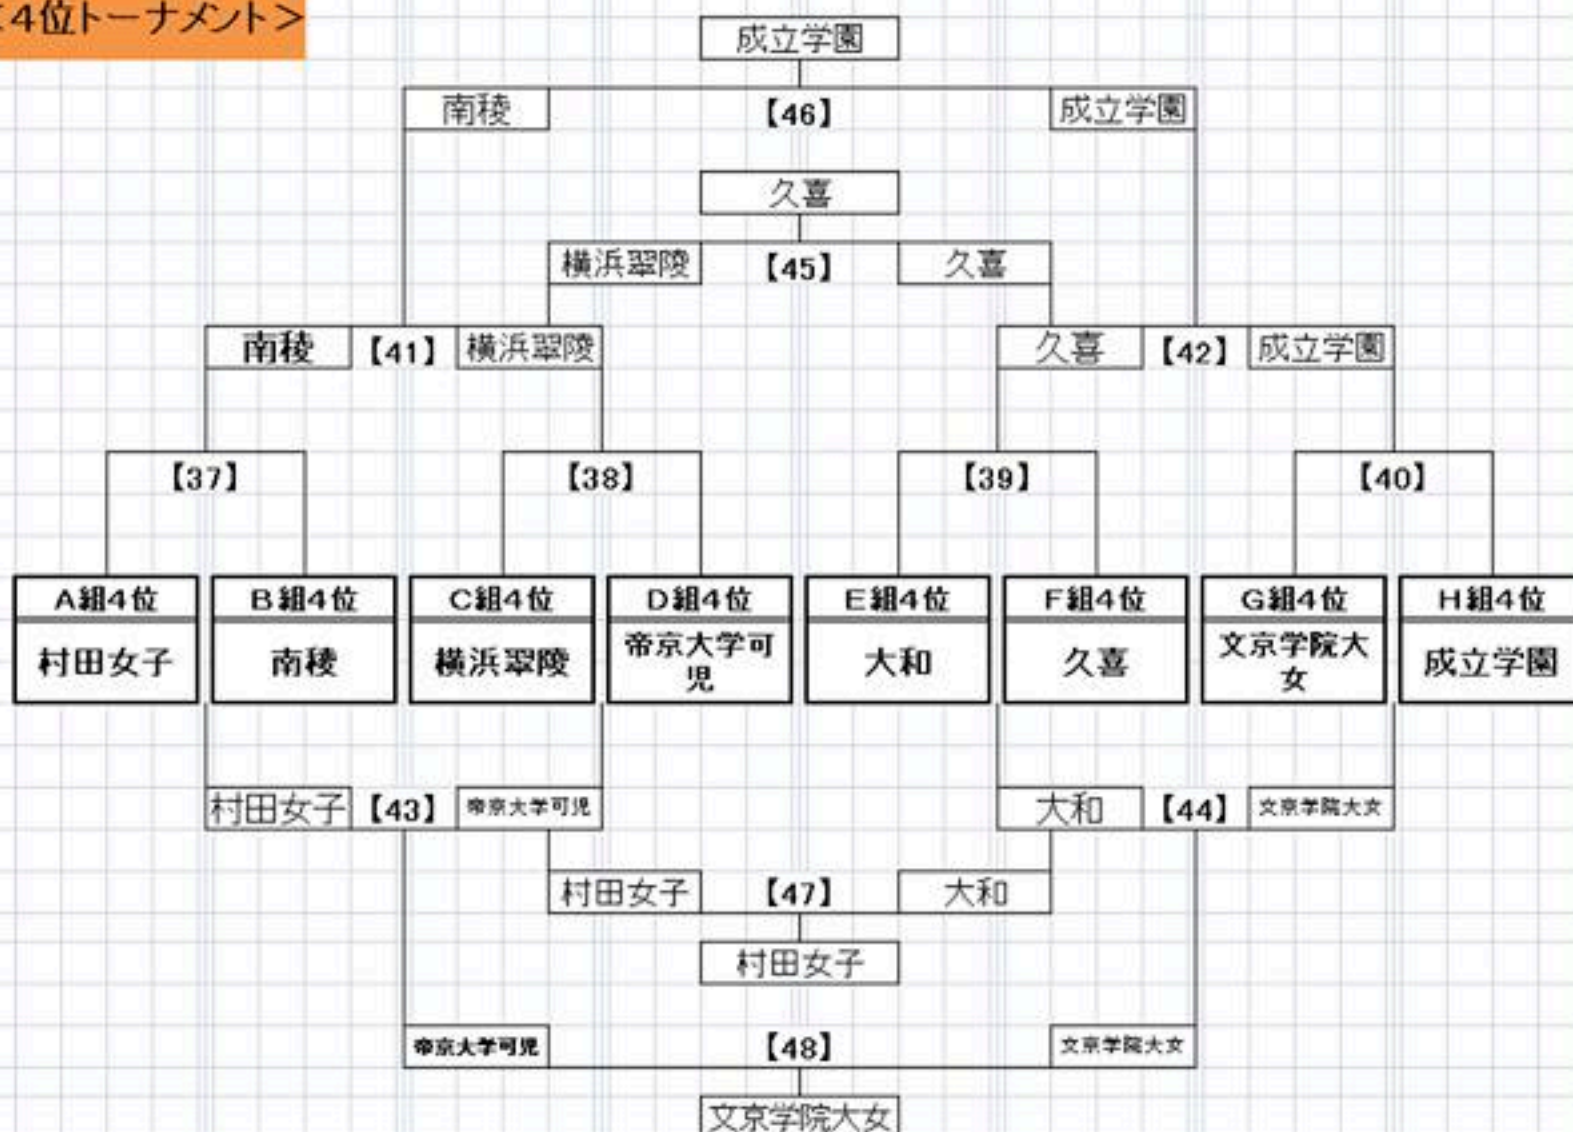 <4位トーナメント>
成立学園
南稜 【46】 成立学園
久喜
横浜翠陵 【45】 久喜
南稜 【41】 横浜翠陵 久喜 【42】 成立学園
【37】 【38】 【39】 【40】
A組4位 B組4位 C組4位 D組4位 E組4位 F組4位 G組4位 H組4位
村田女子 南稜 横浜翠陵 帝京大学可 大和 久喜 文京学院大 成立学園
児 女
村田女子 【43】 帝京大学可児 大和 【44】 文京学院大女
村田女子 【47】 大和
村田女子
帝京大学可児 【48】 文京学院大女
文京学院大女